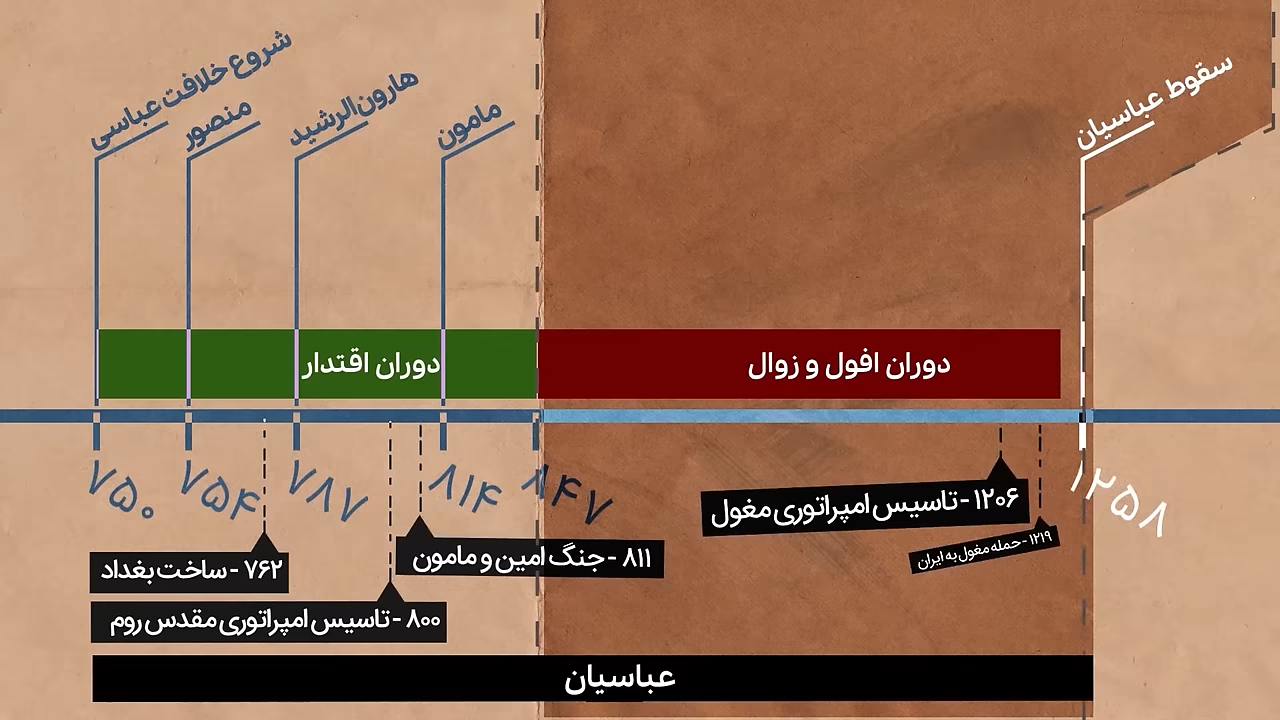 شروع خلافت عباسی
منصور
هارون‌الرشید
مامون
سقوط عباسیان
دوران اقتدار
دوران افول و زوال
۷۵۰
۷۵۴
۷۸۷
۸۱۴
۸۴۷
۱۲۵۸
۷۶۲ - ساخت بغداد
۸۰۰ - تاسیس امپراتوری مقدس روم
۸۱۱ - جنگ امین و مامون
۱۲۰۶ - تاسیس امپراتوری مغول
۱۲۱۹ - حمله مغول به ایران
عباسیان